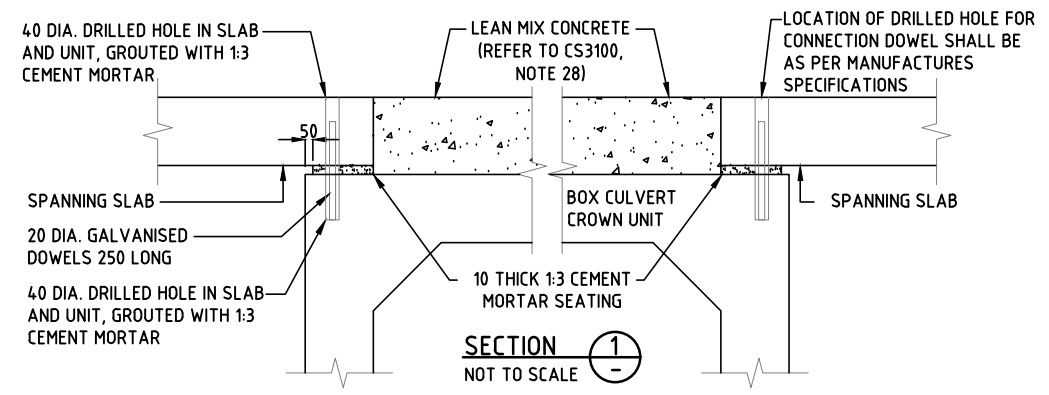 40 DIA. DRILLED HOLE IN SLAB
AND UNIT, GROUTED WITH 1:3
CEMENT MORTAR
LEAN MIX CONCRETE
(REFER TO CS3100,
NOTE 28)
LOCATION OF DRILLED HOLE FOR
CONNECTION DOWEL SHALL BE
AS PER MANUFACTURES
SPECIFICATIONS
50
SPANNING SLAB
BOX CULVERT
CROWN UNIT
SPANNING SLAB
20 DIA. GALVANISED
DOWELS 250 LONG
40 DIA. DRILLED HOLE IN SLAB
AND UNIT, GROUTED WITH 1:3
CEMENT MORTAR
10 THICK 1:3 CEMENT
MORTAR SEATING
SECTION 1
NOT TO SCALE -